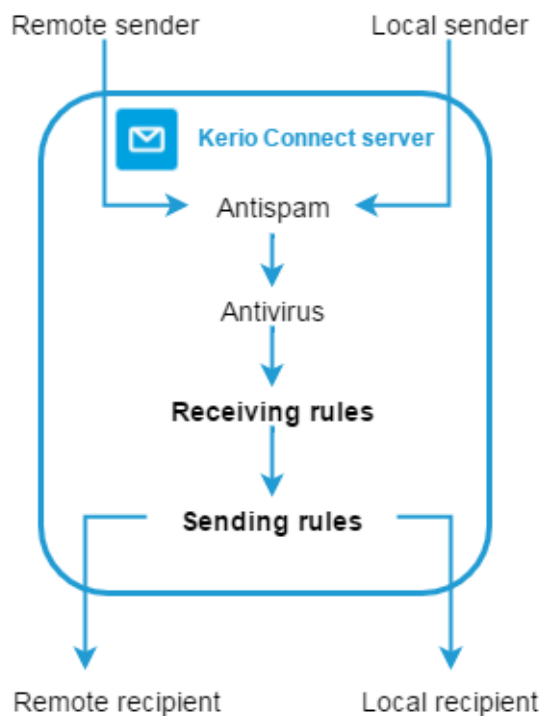 Remote sender
Local sender
Kerio Connect server
Antispam
Antivirus
Receiving rules
Sending rules
Remote recipient
Local recipient